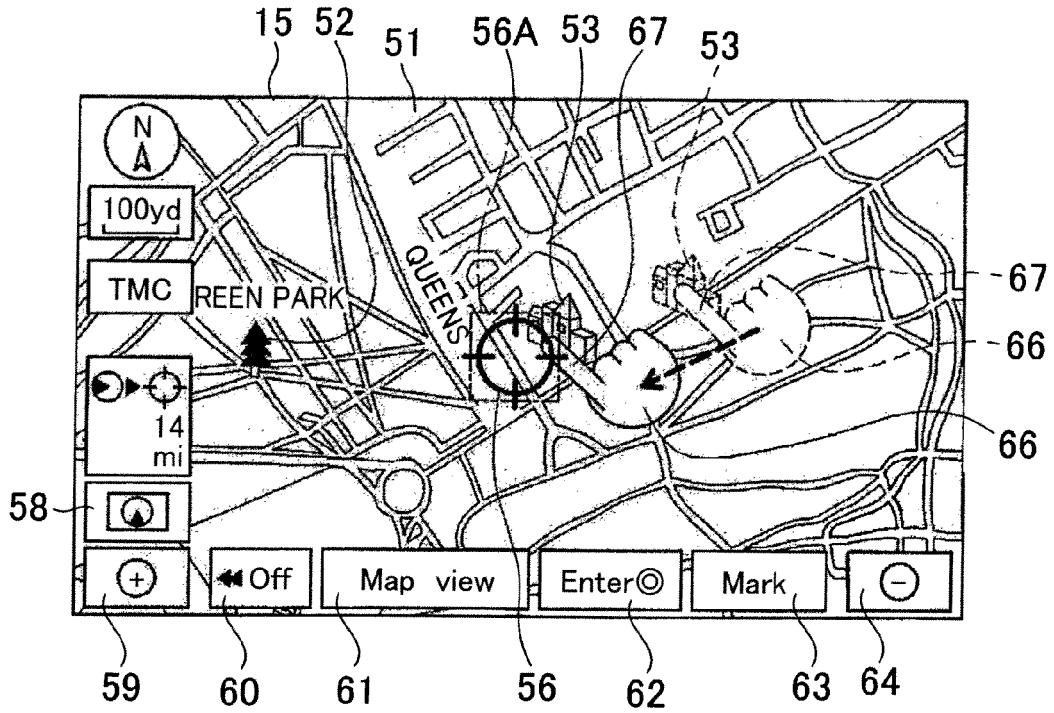 15 52 56A 53 67 53
51
N
100yd
TMC
REEN PARK
QUEENS
67
66
14
mi
66
58
Off Map view Enter Mark
59 60 61 56 62 63 64